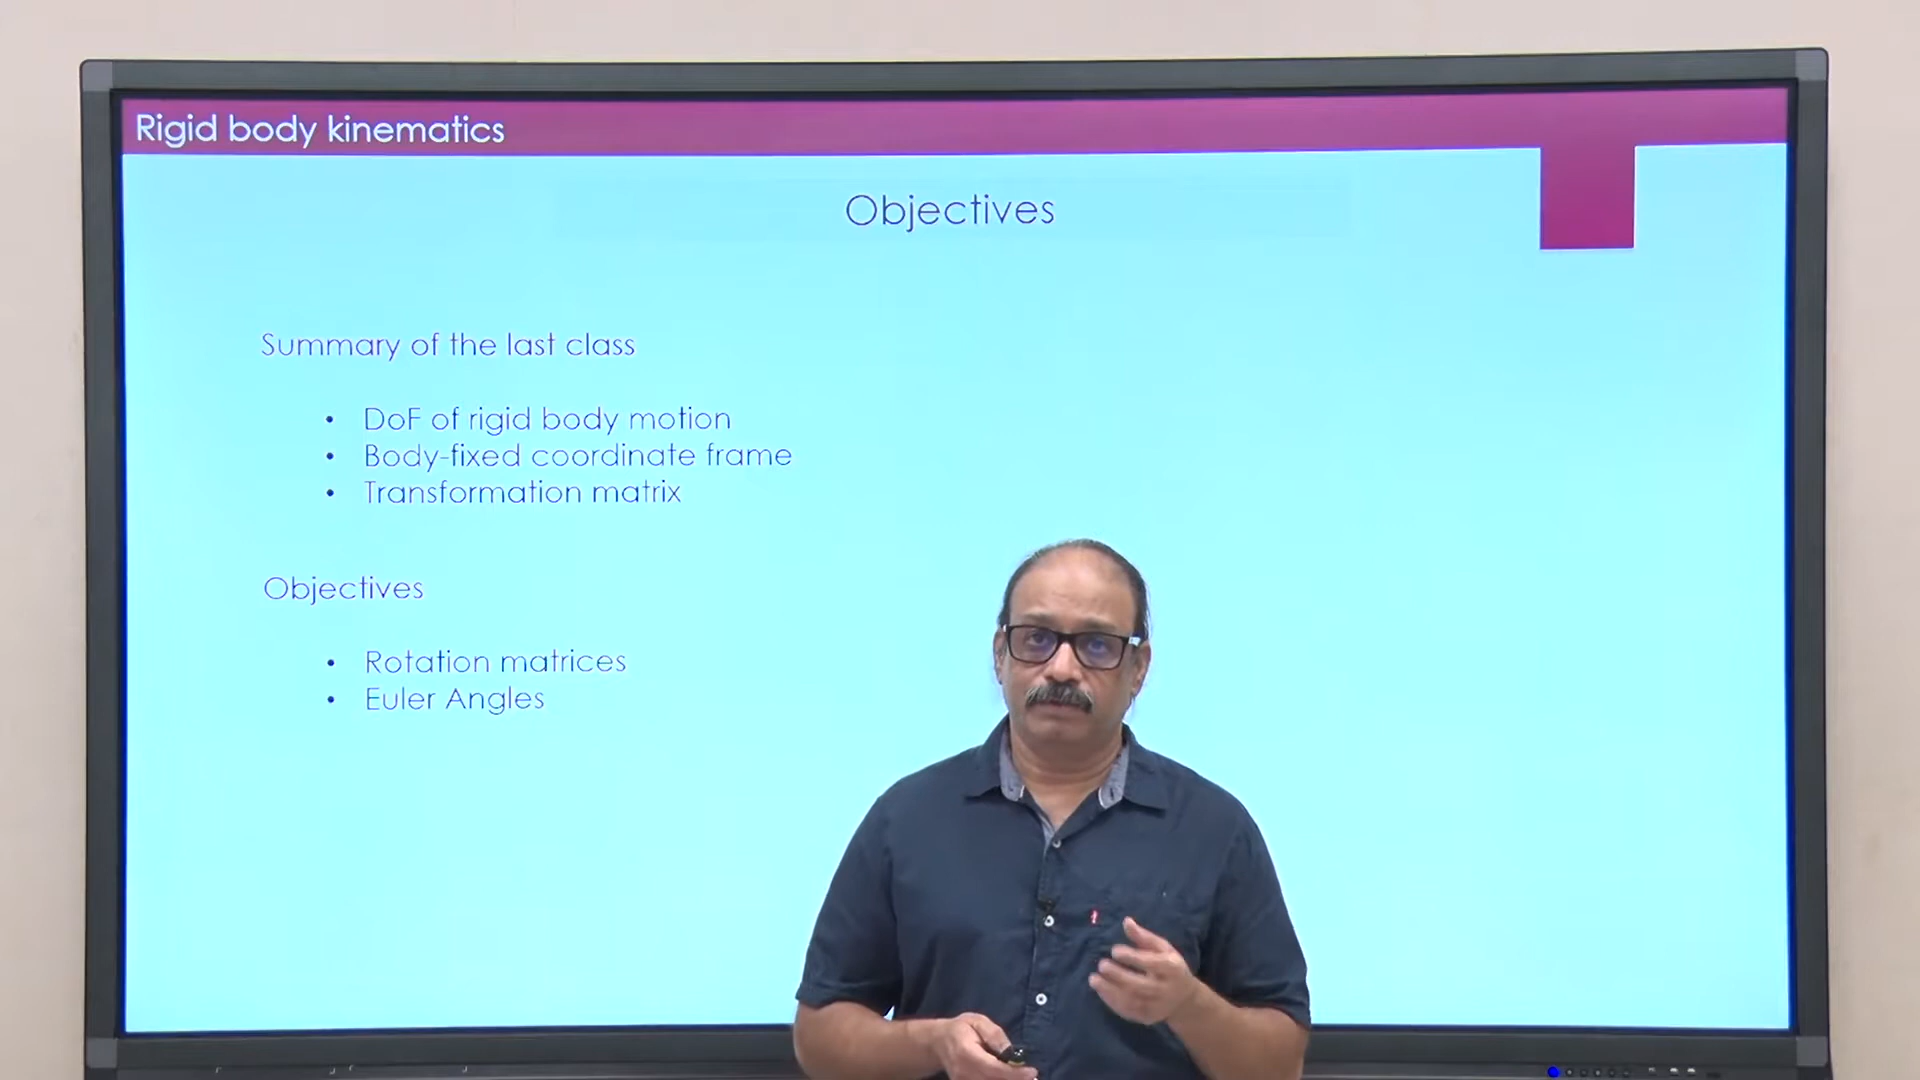 Rigid body kinematics
Objectives
Summary of the last class
• DoF of rigid body motion
• Body-fixed coordinate frame
• Transformation matrix
Objectives
• Rotation matrices
• Euler Angles